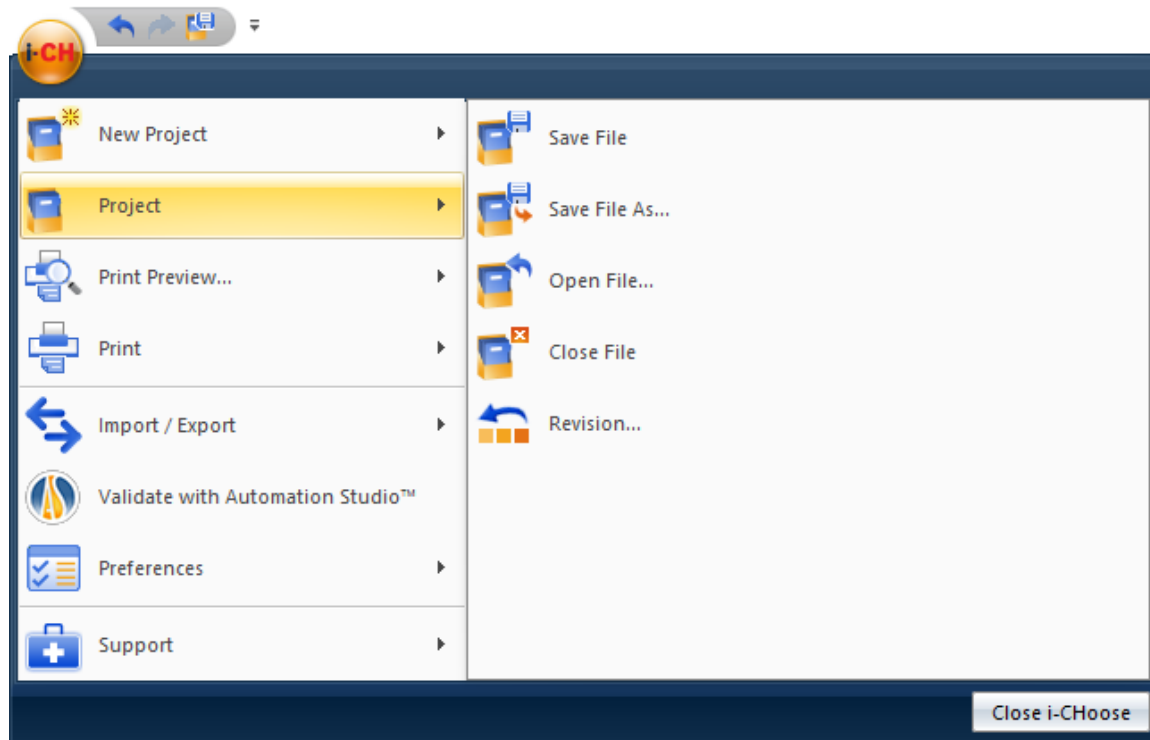 i-CH
New Project
Project
Print Preview...
Print
Import / Export
Validate with Automation Studio™
Preferences
Support
Save File
Save File As...
Open File...
Close File
Revision...
Close i-CHoose